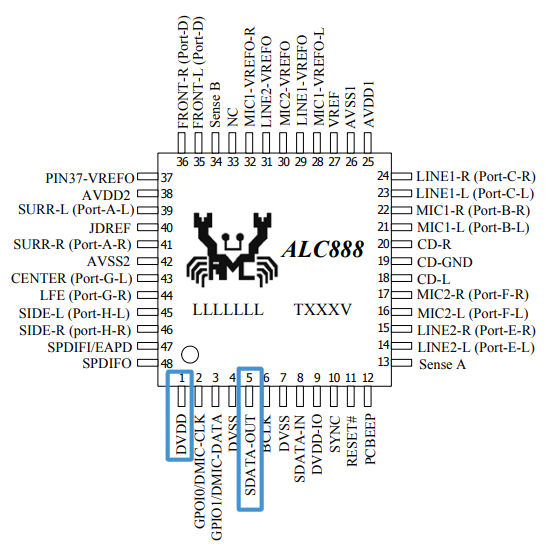 FRONT-R (Port-D)
FRONT-L (Port-D)
Sense B
NC
MIC1-VREFO-R
LINE2-VREFO
MIC2-VREFO
LINE1-VREFO
MIC1-VREFO-L
VREF
AVSS1
AVDD1
36 35 34 33 32 31 30 29 28 27 26 25
PIN37-VREFO 37
AVDD2 38
SURR-L (Port-A-L) 39
JDREF 40
SURR-R (Port-A-R) 41
AVSS2 42
CENTER (Port-G-L) 43
LFE (Port-G-R) 44
SIDE-L (Port-H-L) 45
SIDE-R (port-H-R) 46
SPDIFI/EAPD 47
SPDIFO 48
ALC888
LLLLLLL TXXXV
24 LINE1-R (Port-C-R)
23 LINE1-L (Port-C-L)
22 MIC1-R (Port-B-R)
21 MIC1-L (Port-B-L)
20 CD-R
19 CD-GND
18 CD-L
17 MIC2-R (Port-F-R)
16 MIC2-L (Port-F-L)
15 LINE2-R (Port-E-R)
14 LINE2-L (Port-E-L)
13 Sense A
1 2 3 4 5 6 7 8 9 10 11 12
DVDD
GPOI0/DMIC-CLK
GPIO1/DMIC-DATA
DVSS
SDATA-OUT
BCLK
DVSS
SDATA-IN
DVDD-IO
SYNC
RESET#
PCBEEP